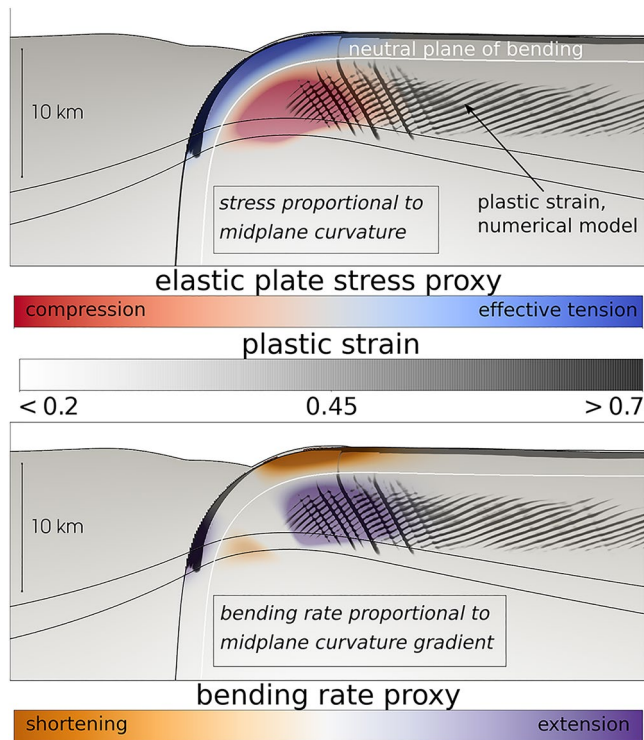 neutral plane of bending
10 km
stress proportional to
midplane curvature
plastic strain,
numerical model
elastic plate stress proxy
compression effective tension
plastic strain
< 0.2 0.45 > 0.7
10 km
bending rate proportional to
midplane curvature gradient
bending rate proxy
shortening extension